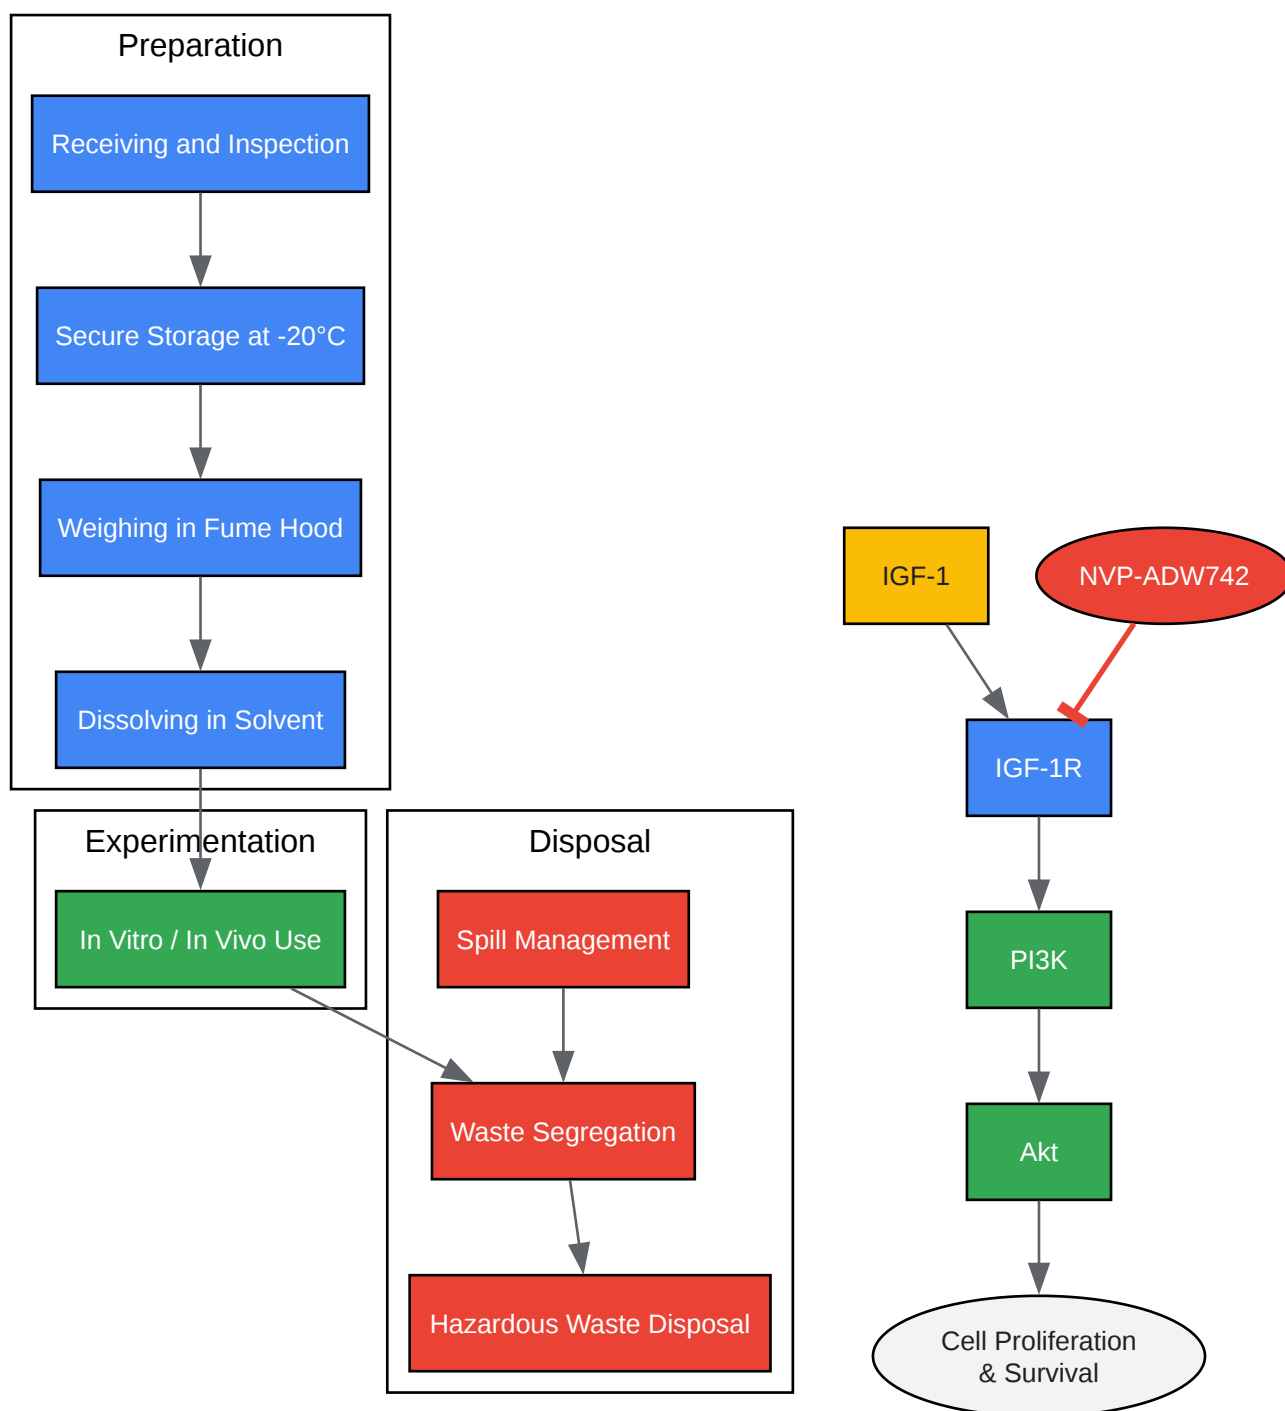 Preparation
Receiving and Inspection
Secure Storage at -20°C
Weighing in Fume Hood
Dissolving in Solvent
Experimentation
In Vitro / In Vivo Use
Disposal
Spill Management
Waste Segregation
Hazardous Waste Disposal
IGF-1
NVP-ADW742
IGF-1R
PI3K
Akt
Cell Proliferation
& Survival